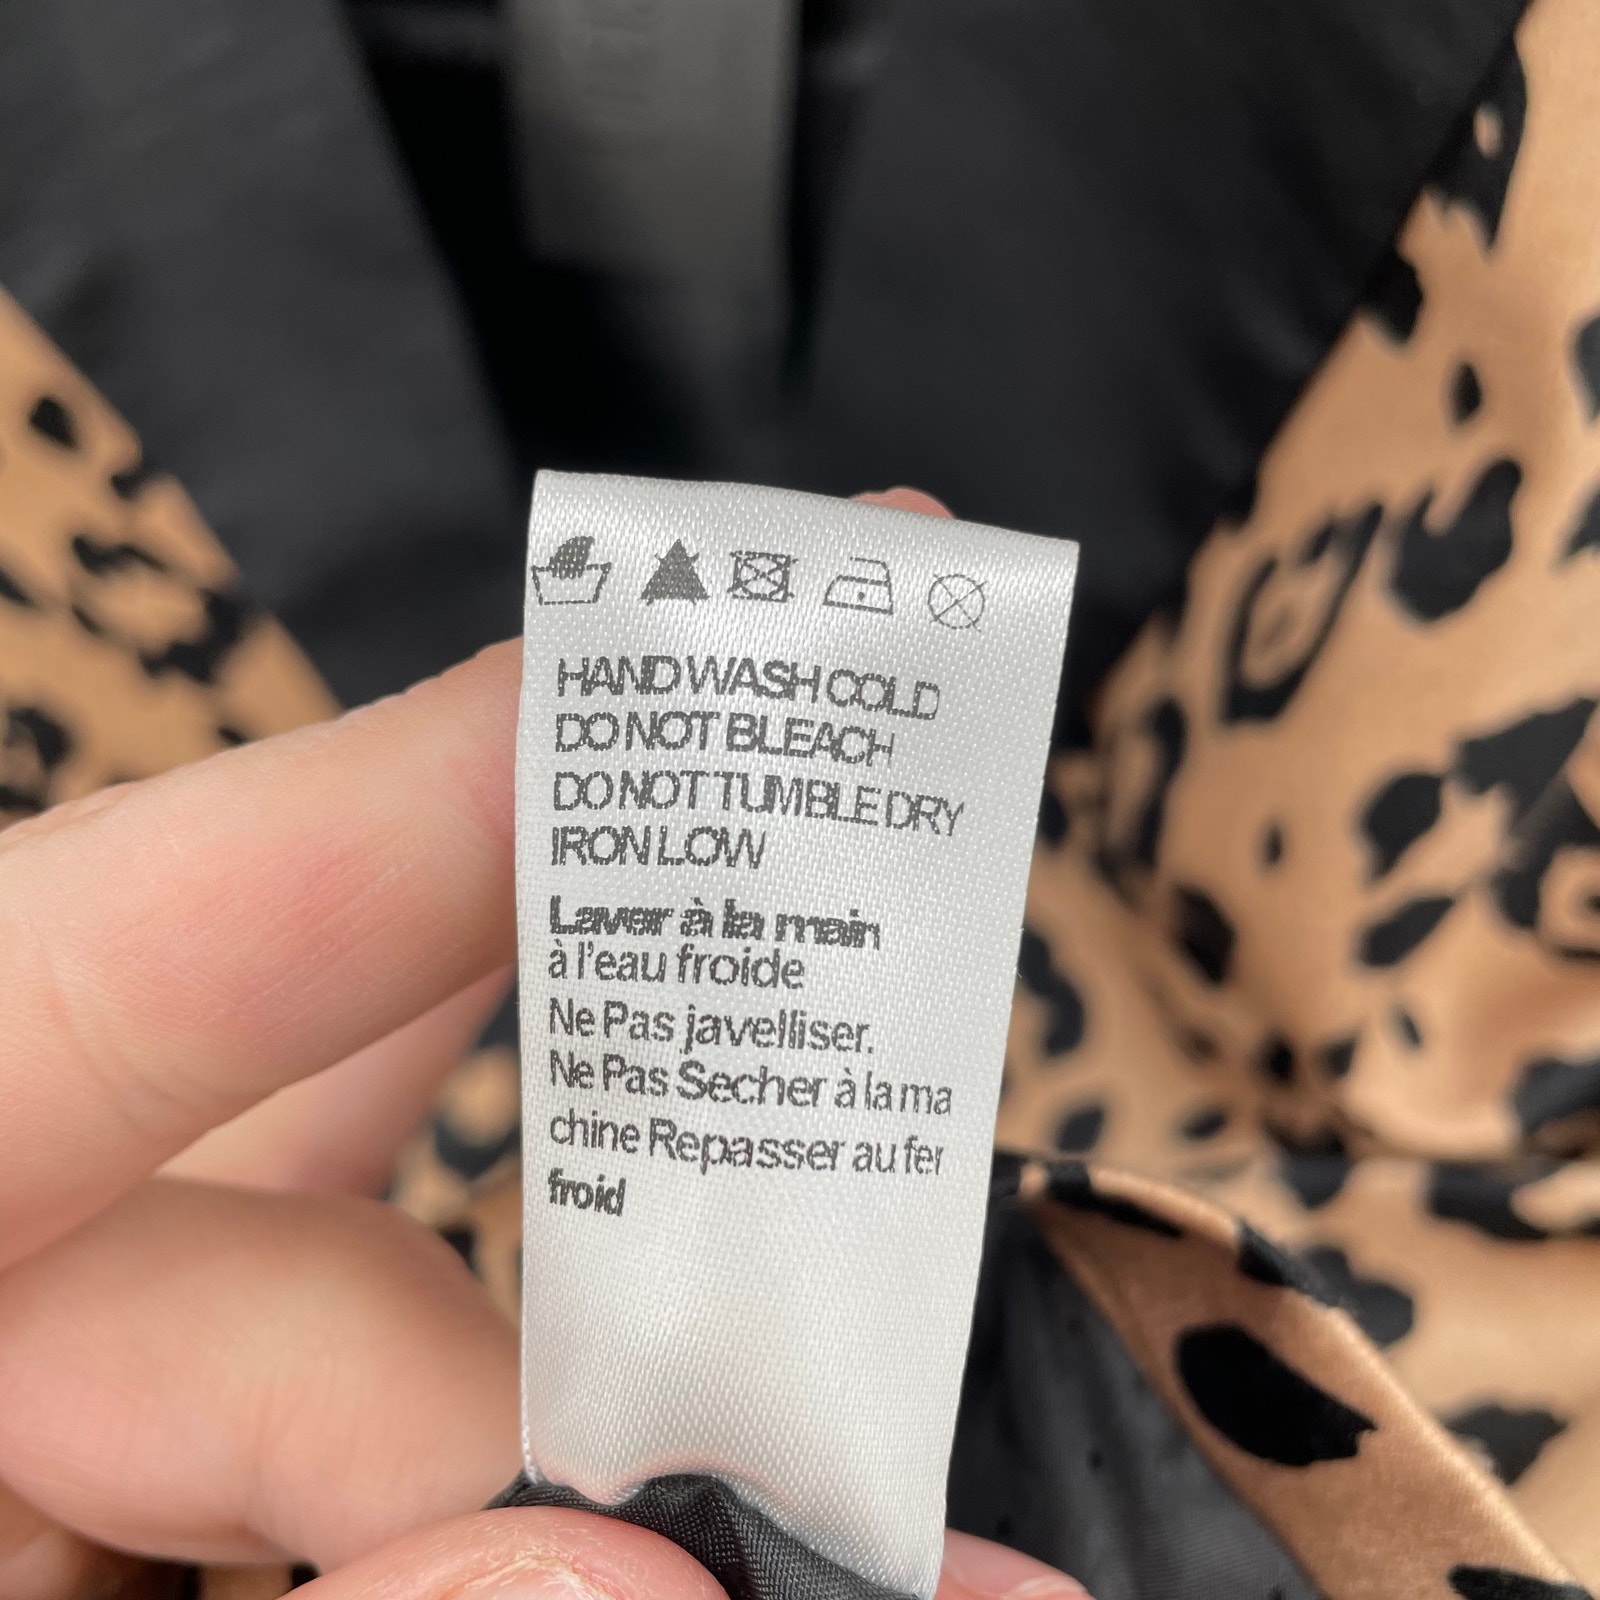 HAND WASH COLD
DO NOT BLEACH
DO NOT TUMBLE DRY
IRON LOW
Laver à la main
à l'eau froide
Ne Pas javelliser.
Ne Pas Secher à la ma
chine Repasser au fer
froid